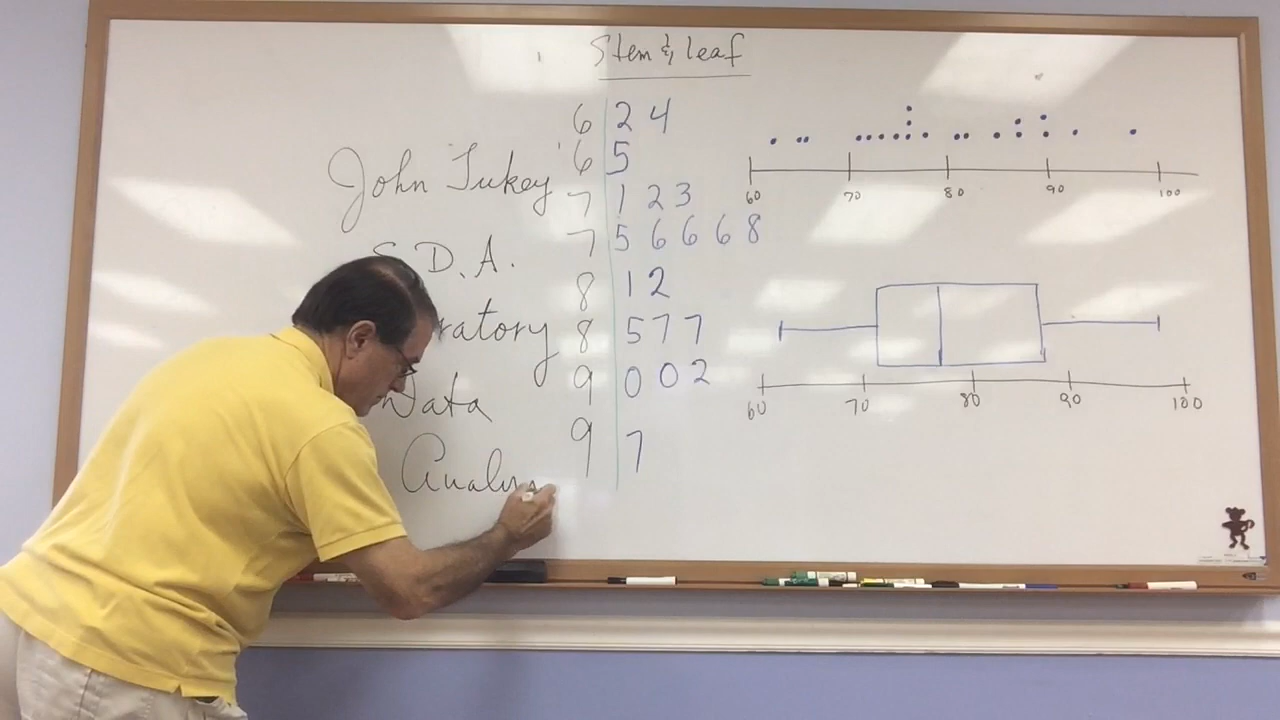 Stem & leaf
6 2 4
John Tukey
6 5
7 1 2 3
60 70 80 90 100
7 5 6 6 6 8
D.A.
8 1 2
ratory
8 5 7 7
9 0 0 2
Data
60 70 80 90 100
9 7
Analys